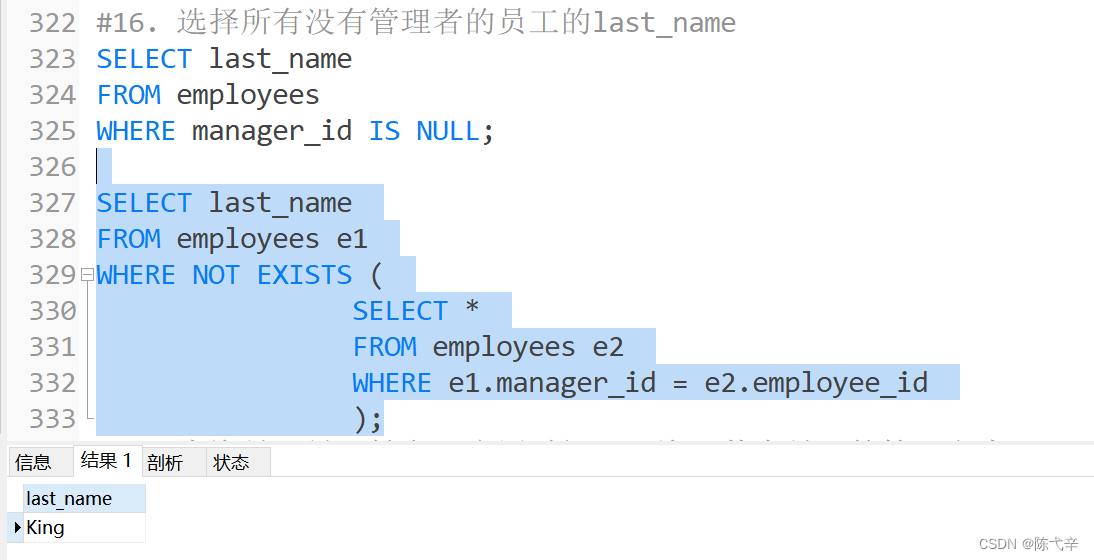 322 #16. 选择所有没有管理者的员工的last_name
323 SELECT last_name
324 FROM employees
325 WHERE manager_id IS NULL;
326
327 SELECT last_name
328 FROM employees e1
329 WHERE NOT EXISTS (
330 SELECT *
331 FROM employees e2
332 WHERE e1.manager_id = e2.employee_id
333 );
信息 结果 1 剖析 状态
last_name
King
CSDN @陈弋辛